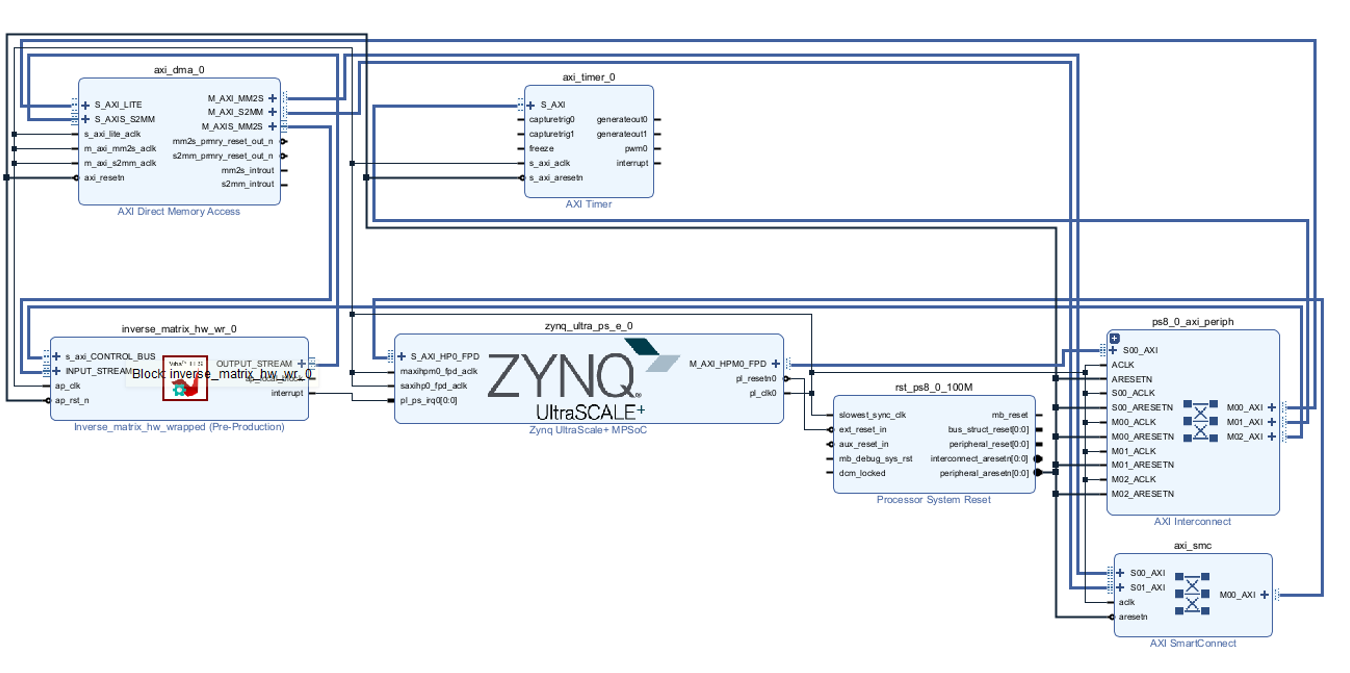 axi_dma_0
S_AXI_LITE
S_AXIS_S2MM
s_axi_lite_aclk
m_axi_mm2s_aclk
m_axi_s2mm_aclk
axi_resetn
M_AXI_MM2S
M_AXI_S2MM
M_AXIS_MM2S
mm2s_prmry_reset_out_n
s2mm_prmry_reset_out_n
mm2s_introut
s2mm_introut
AXI Direct Memory Access
axi_timer_0
S_AXI
capturetrig0
capturetrig1
freeze
s_axi_aclk
s_axi_aresetn
generateout0
generateout1
pwm0
interrupt
AXI Timer
inverse_matrix_hw_wr_0
s_axi_CONTROL_BUS
INPUT_STREAM
ap_clk
ap_rst_n
OUTPUT_STREAM
interrupt
Block: inverse_matrix_hw_wr_0
Inverse_matrix_hw_wrapped (Pre-Production)
zynq_ultra_ps_e_0
S_AXI_HP0_FPD
maxihpm0_fpd_aclk
saxihp0_fpd_aclk
pl_ps_irq0[0:0]
ZYNQ
UltraSCALE+
M_AXI_HPM0_FPD
pl_resetn0
pl_clk0
Zynq UltraScale+ MPSoC
rst_ps8_0_100M
slowest_sync_clk
ext_reset_in
aux_reset_in
mb_debug_sys_rst
dcm_locked
mb_reset
bus_struct_reset[0:0]
peripheral_reset[0:0]
interconnect_aresetn[0:0]
peripheral_aresetn[0:0]
Processor System Reset
ps8_0_axi_periph
S00_AXI
ACLK
ARESETN
S00_ACLK
S00_ARESETN
M00_ACLK
M00_ARESETN
M01_ACLK
M01_ARESETN
M02_ACLK
M02_ARESETN
M00_AXI
M01_AXI
M02_AXI
AXI Interconnect
axi_smc
S00_AXI
S01_AXI
aclk
aresetn
M00_AXI
AXI SmartConnect